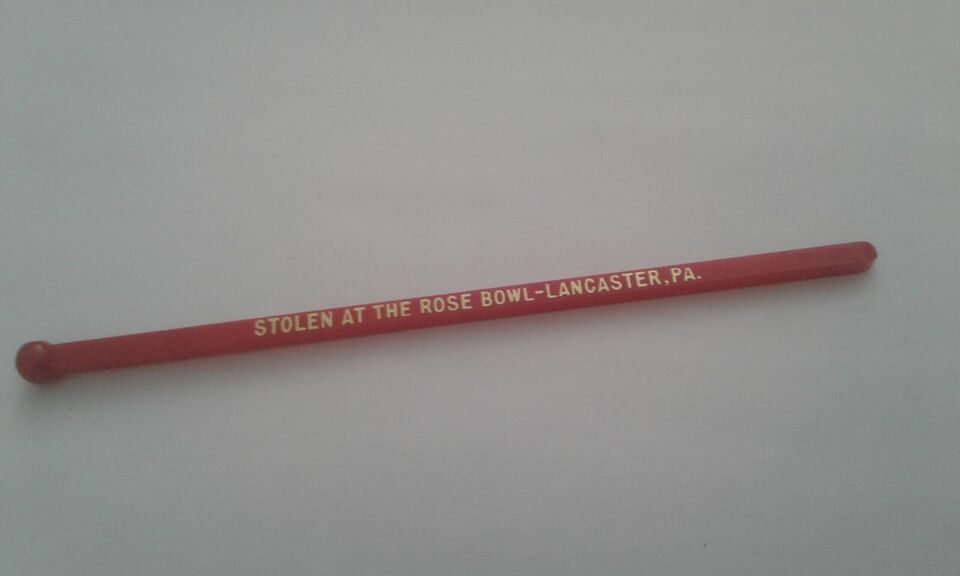 STOLEN AT THE ROSE BOWL-LANCASTER,PA.